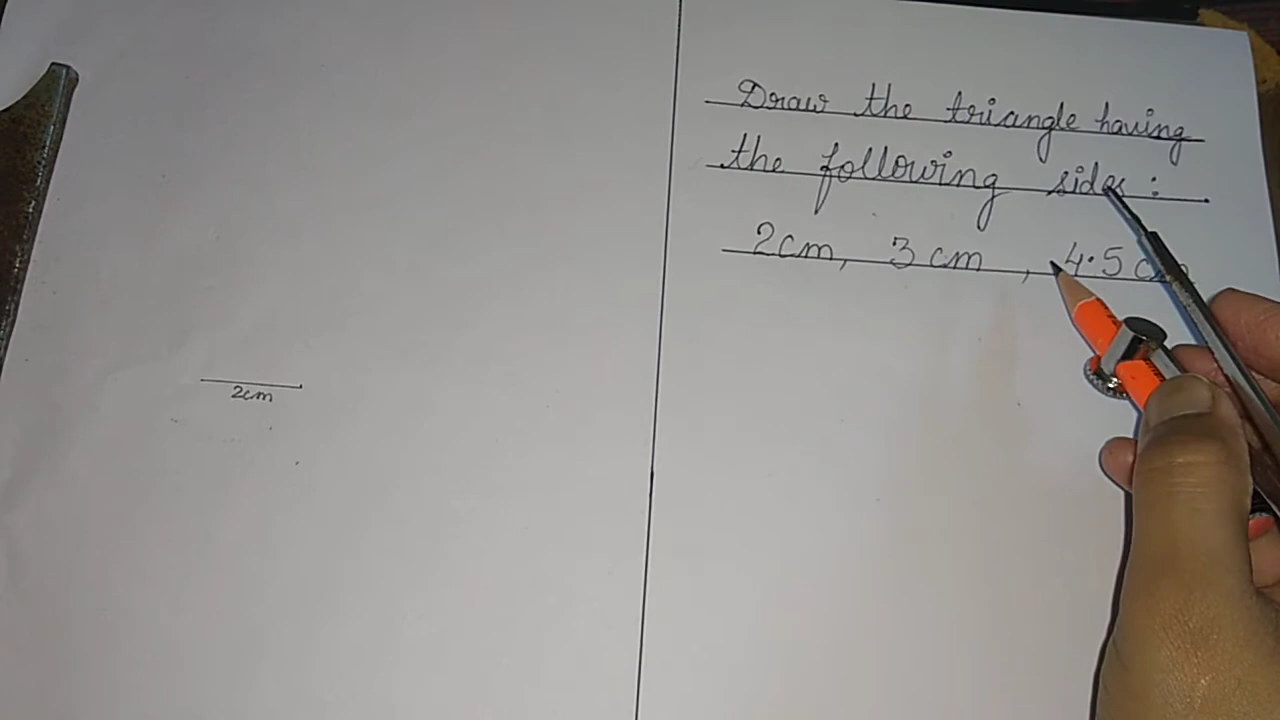 Draw the triangle having
the following sides :
2cm, 3 cm , 4.5 cm
2cm